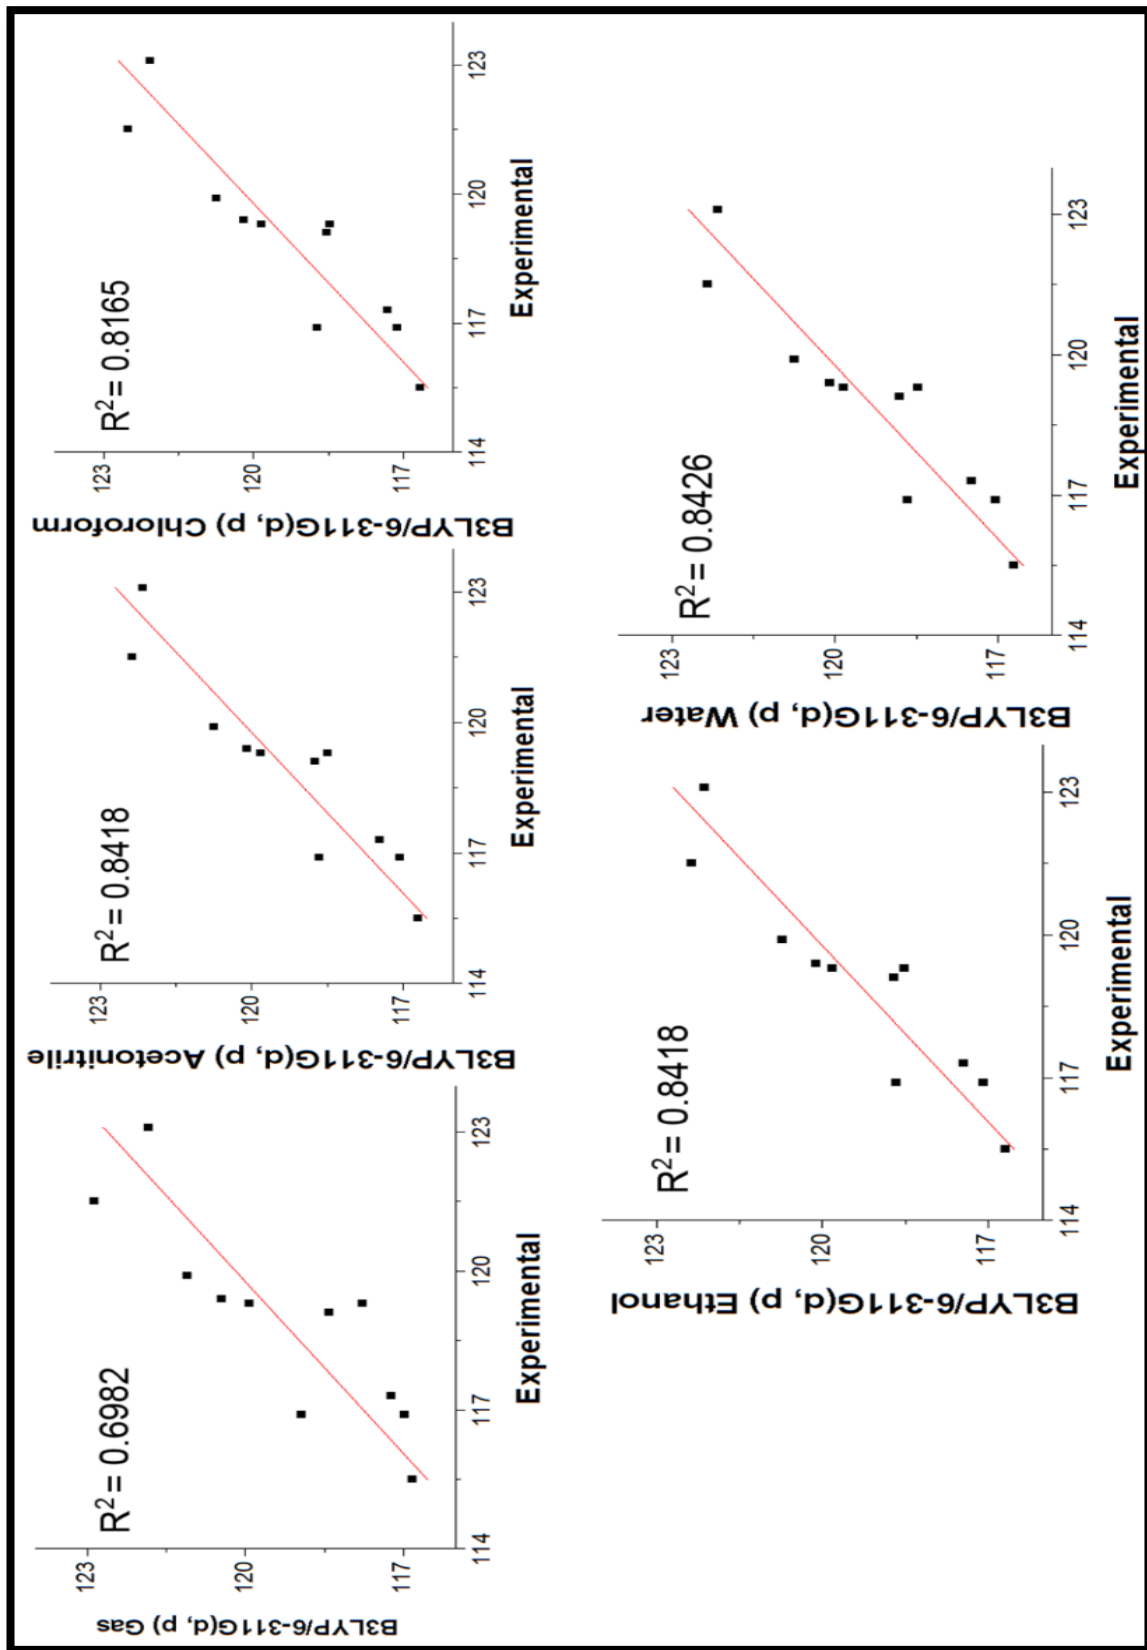 B3LYP/6-311G(d, p) Gas
123
120
117
R²= 0.6982
114
117
120
123
Experimental
B3LYP/6-311G(d, p) Acetonitrile
123
120
117
R²= 0.8418
114
117
120
123
Experimental
B3LYP/6-311G(d, p) Chloroform
123
120
117
R²= 0.8165
114
117
120
123
Experimental
B3LYP/6-311G(d, p) Ethanol
123
120
117
R²= 0.8418
114
117
120
123
Experimental
B3LYP/6-311G(d, p) Water
123
120
117
R²= 0.8426
114
117
120
123
Experimental